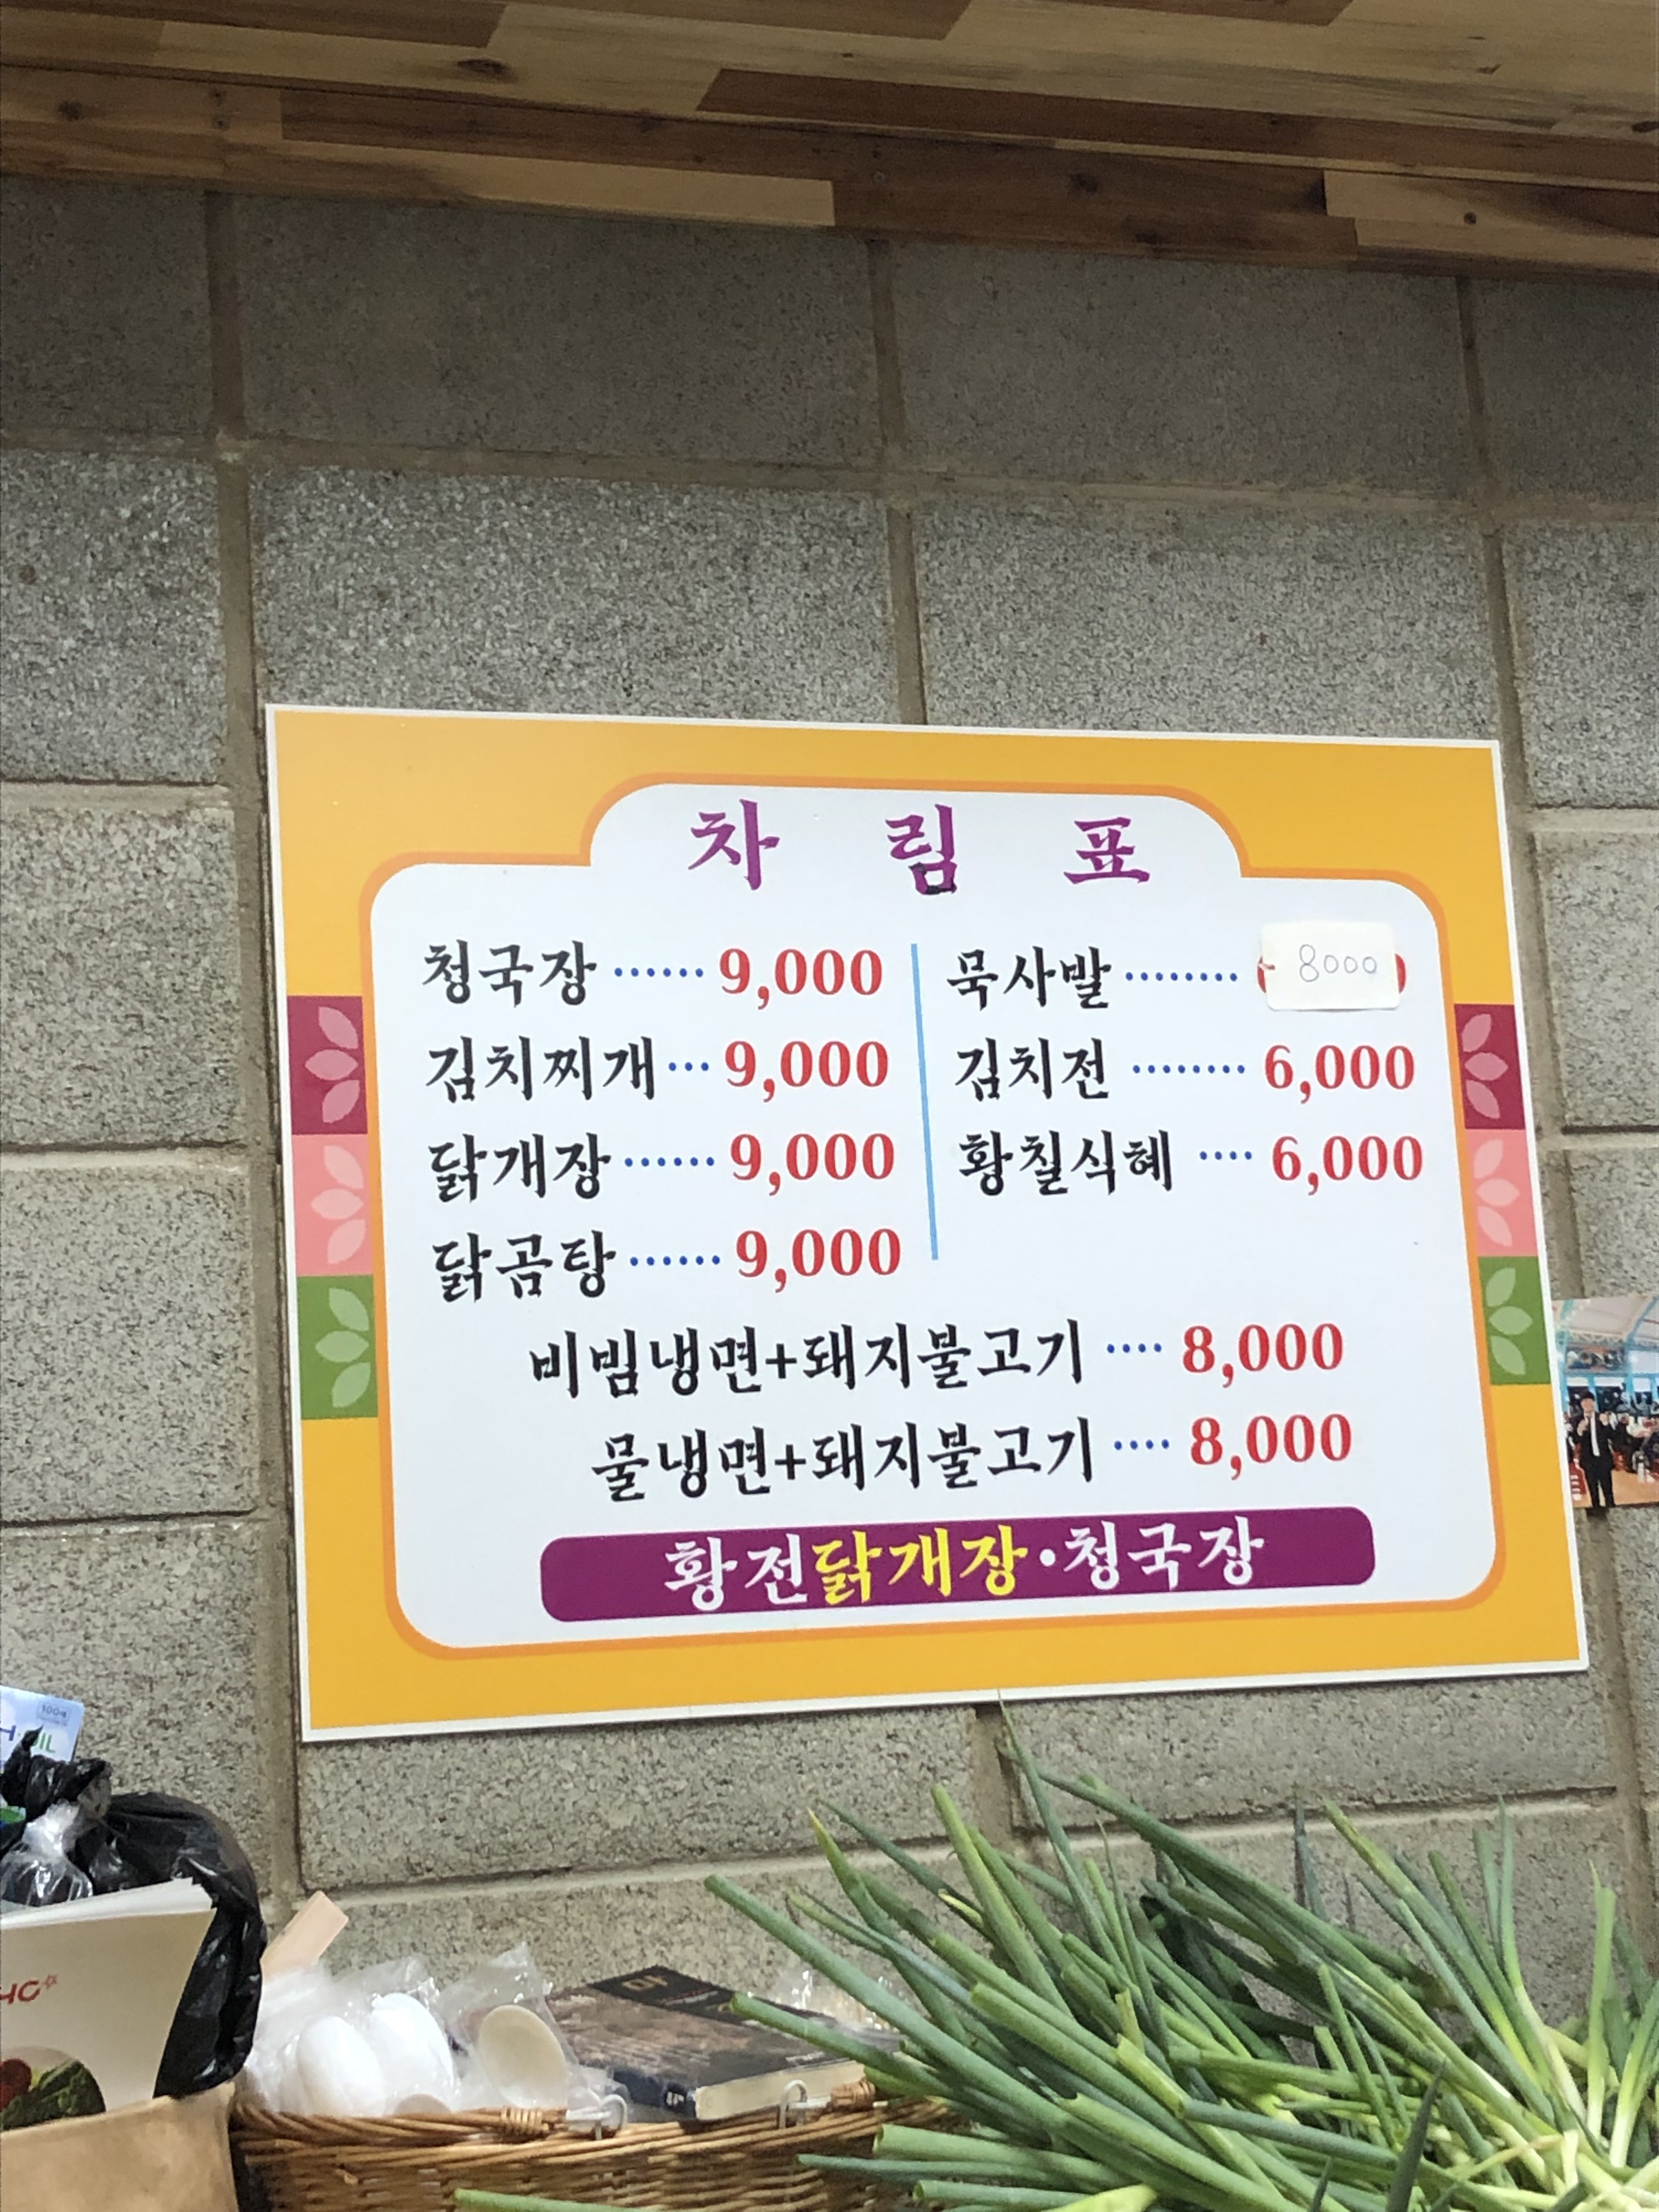 차림표
청국장 ...... 9,000
김치찌개 ... 9,000
닭개장 ...... 9,000
닭곰탕 ...... 9,000
묵사발 ........ 8000
김치전 ........ 6,000
황칠식혜 .... 6,000
비빔냉면+돼지불고기 .... 8,000
물냉면+돼지불고기 .... 8,000
황전닭개장·청국장